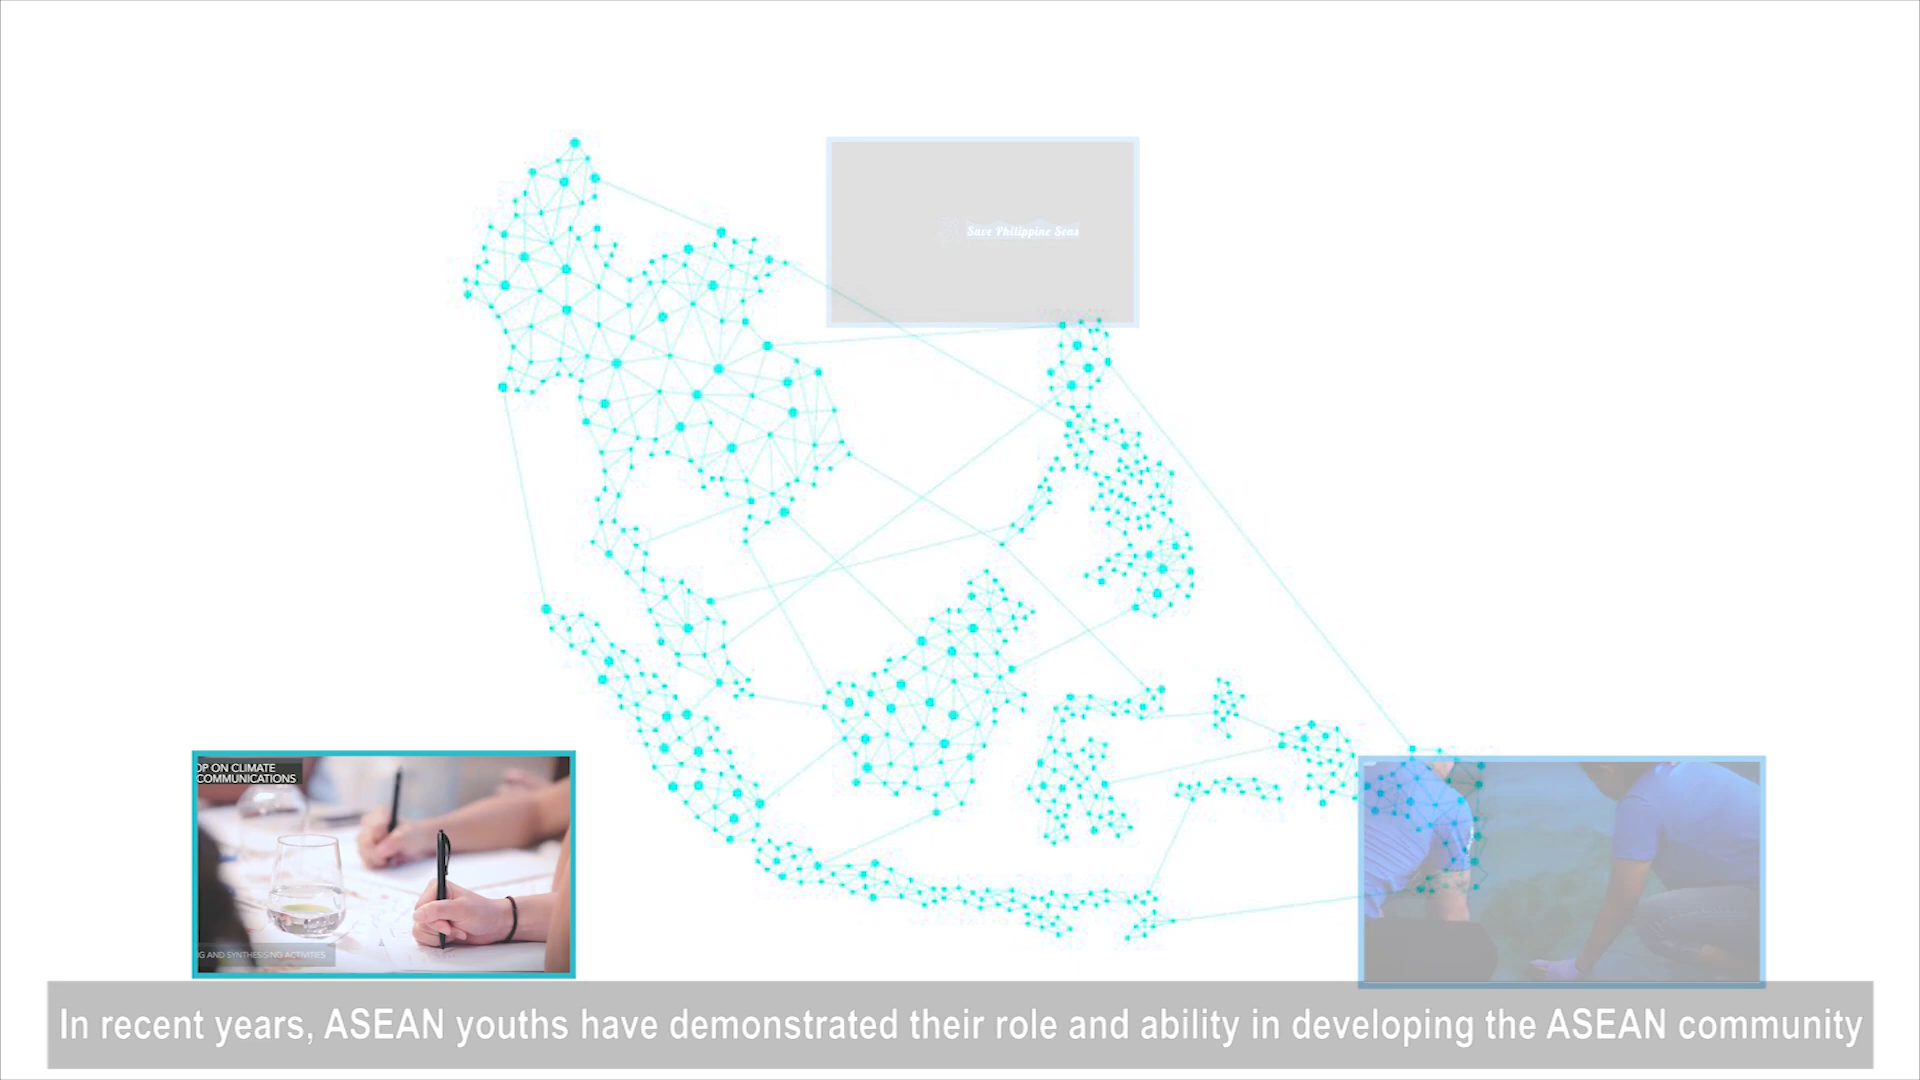 Save Philippine Seas
OP ON CLIMATE
COMMUNICATIONS
G AND SYNTHESISING ACTIVITIES
In recent years, ASEAN youths have demonstrated their role and ability in developing the ASEAN community